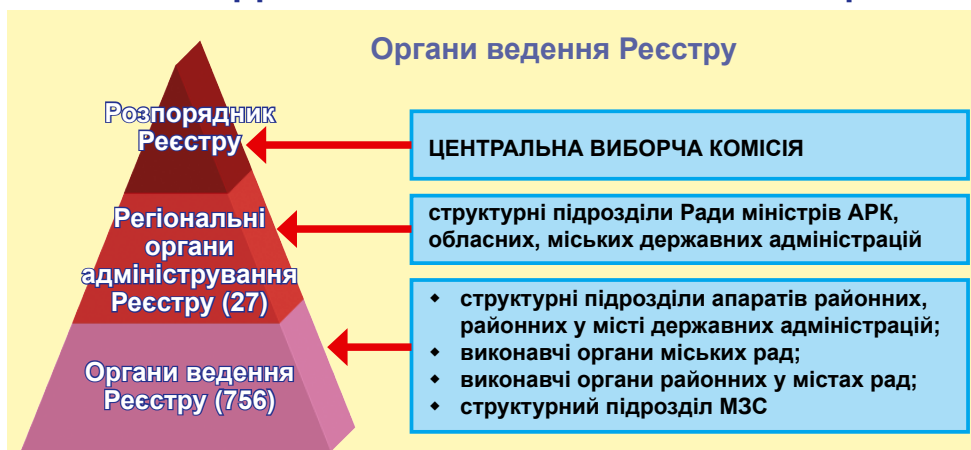 Органи ведення Реєстру
Розпорядник
Реєстру
ЦЕНТРАЛЬНА ВИБОРЧА КОМІСІЯ
Регіональні
органи
адміністрування
Реєстру (27)
структурні підрозділи Ради міністрів АРК,
обласних, міських державних адміністрацій
Органи ведення
Реєстру (756)
◆ структурні підрозділи апаратів районних,
районних у місті державних адміністрацій;
◆ виконавчі органи міських рад;
◆ виконавчі органи районних у містах рад;
◆ структурний підрозділ МЗС